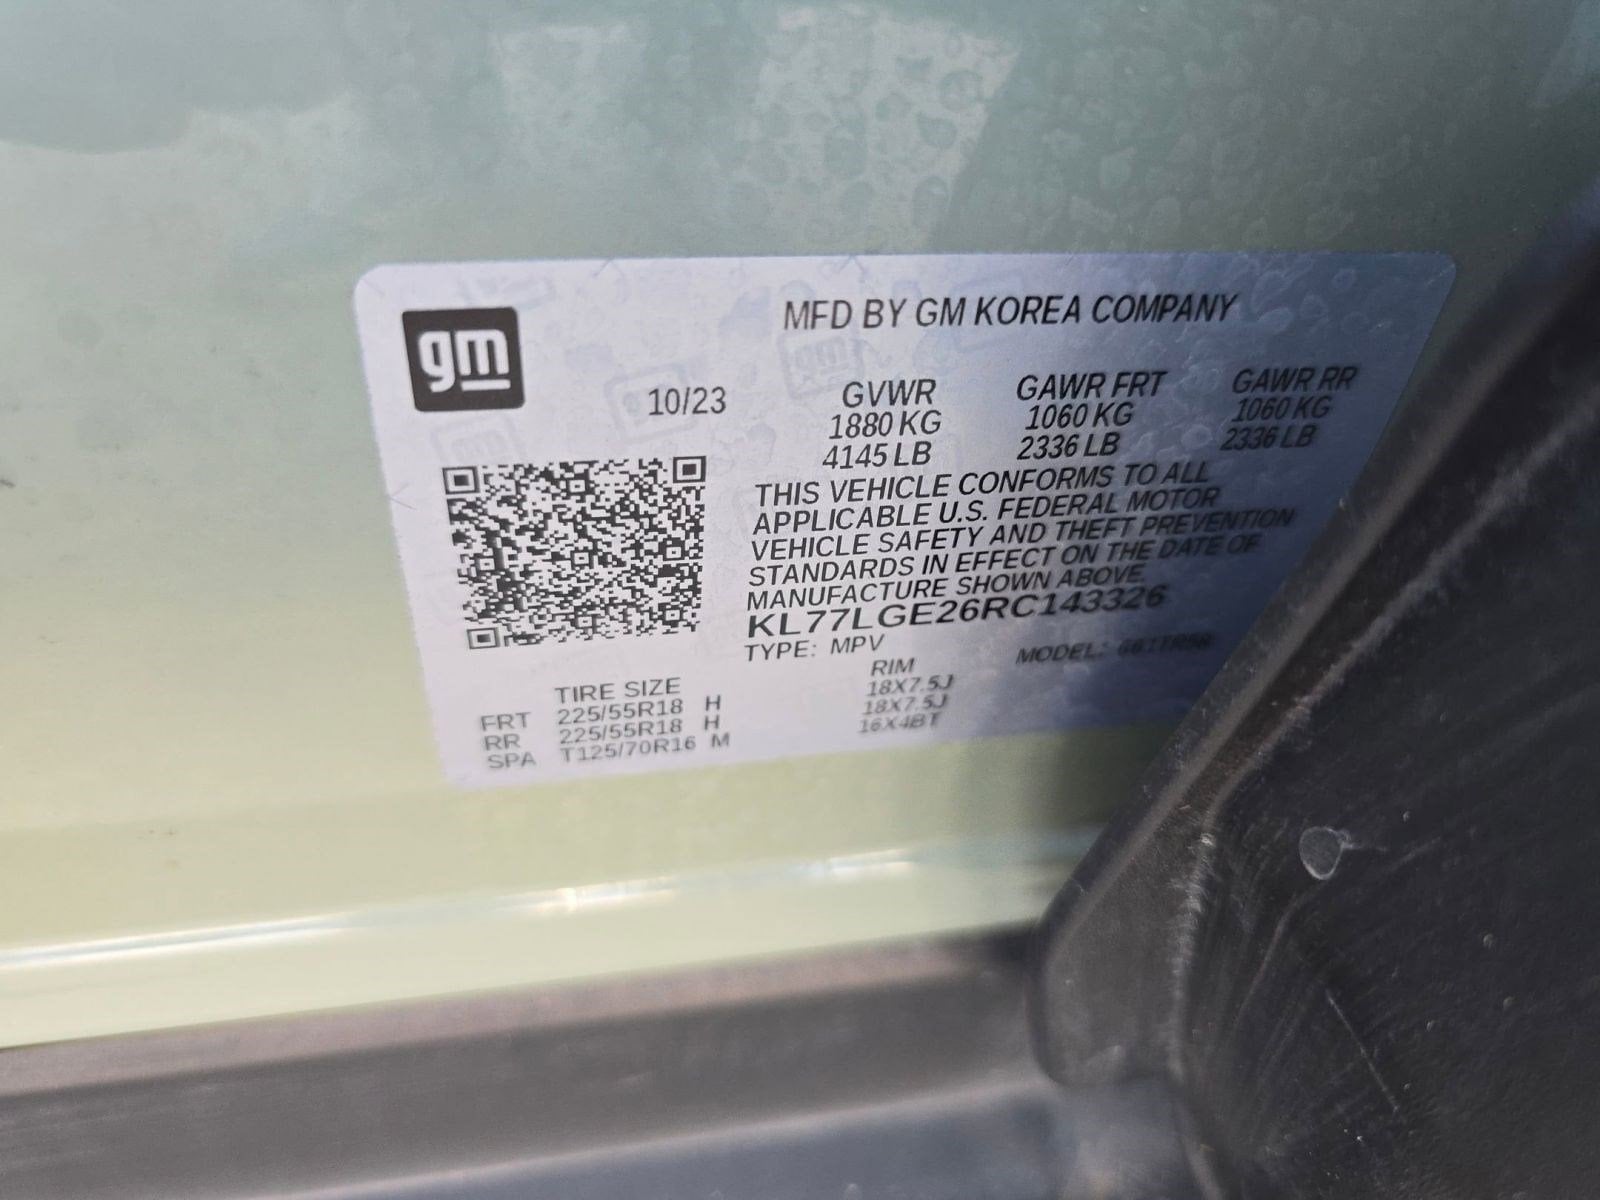 gm
MFD BY GM KOREA COMPANY
10/23 GVWR GAWR FRT GAWR RR
1880 KG 1060 KG 1060 KG
4145 LB 2336 LB 2336 LB
THIS VEHICLE CONFORMS TO ALL
APPLICABLE U.S. FEDERAL MOTOR
VEHICLE SAFETY AND THEFT PREVENTION
STANDARDS IN EFFECT ON THE DATE OF
MANUFACTURE SHOWN ABOVE.
KL77LGE26RC143326
TYPE: MPV MODEL:
TIRE SIZE RIM
FRT 225/55R18 H 18X7.5J
RR 225/55R18 H 18X7.5J
SPA T125/70R16 M 16X4BT